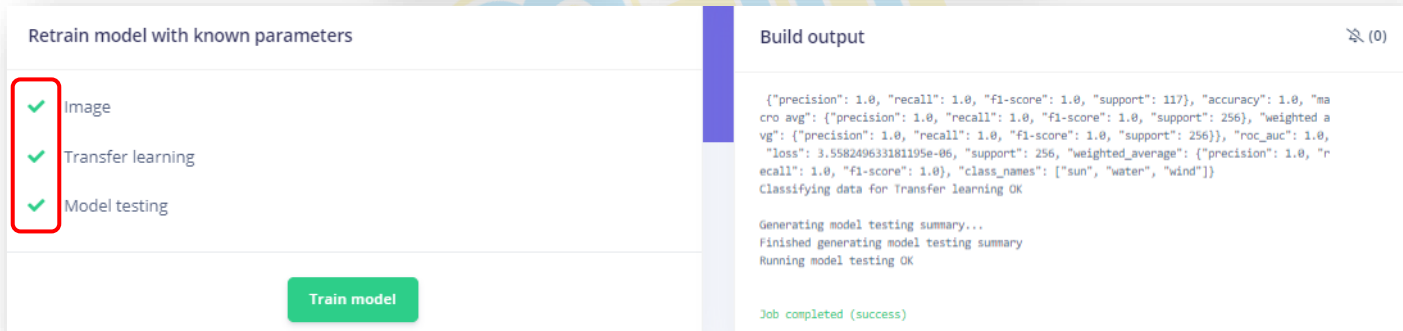 Retrain model with known parameters
Image
Transfer learning
Model testing
Train model
Build output
(0)
{"precision": 1.0, "recall": 1.0, "f1-score": 1.0, "support": 117}, "accuracy": 1.0, "ma
cro avg": {"precision": 1.0, "recall": 1.0, "f1-score": 1.0, "support": 256}, "weighted a
vg": {"precision": 1.0, "recall": 1.0, "f1-score": 1.0, "support": 256}}, "roc_auc": 1.0,
"loss": 3.558249633181195e-06, "support": 256, "weighted_average": {"precision": 1.0, "r
ecall": 1.0, "f1-score": 1.0}, "class_names": ["sun", "water", "wind"]}
Classifying data for Transfer learning OK
Generating model testing summary...
Finished generating model testing summary
Running model testing OK
Job completed (success)